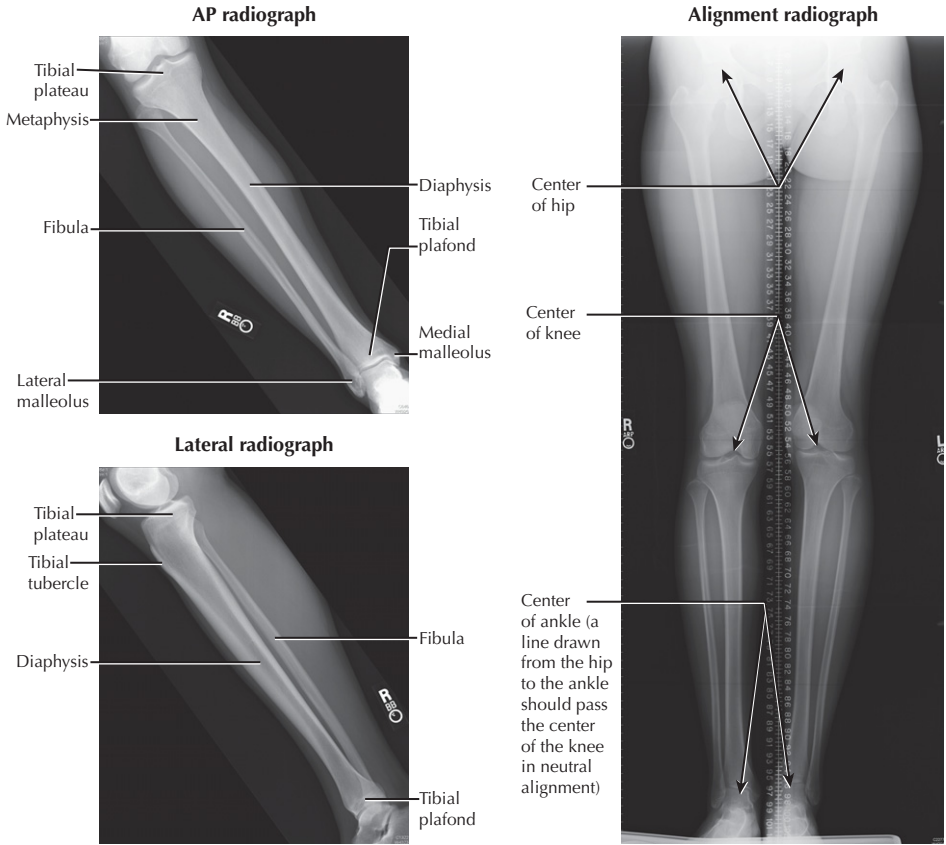 AP radiograph
Tibial
plateau
Metaphysis
Fibula
Diaphysis
Tibial
plafond
Medial
malleolus
Lateral
malleolus
R
BB
Lateral radiograph
Tibial
plateau
Tibial
tubercle
Diaphysis
Fibula
R
BB
Tibial
plafond
Alignment radiograph
Center
of hip
Center
of knee
R
L
Center
of ankle (a
line drawn
from the hip
to the ankle
should pass
the center
of the knee
in neutral
alignment)